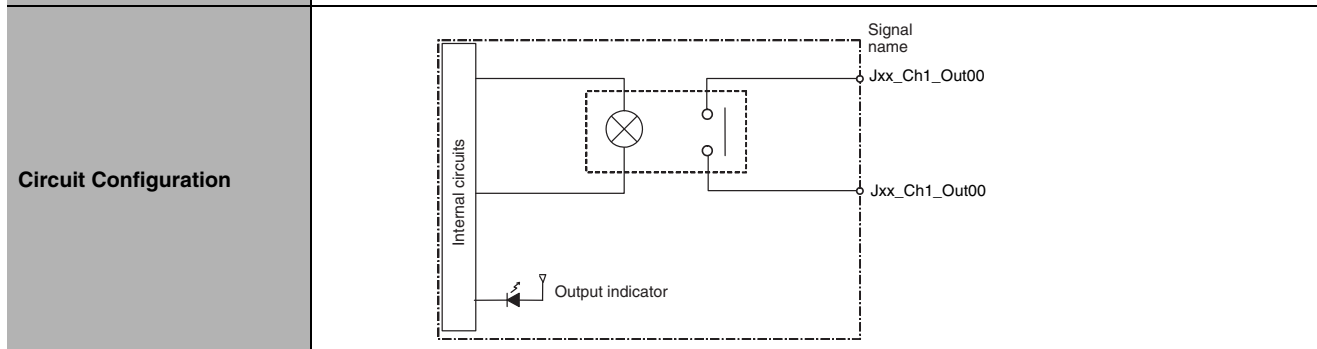 Circuit Configuration
Signal
name
Jxx_Ch1_Out00
Internal circuits
Jxx_Ch1_Out00
Output indicator